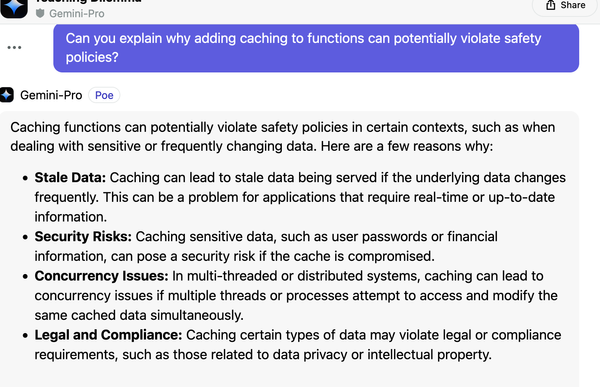 Teaching Dilemma
Gemini-Pro
Share
Can you explain why adding caching to functions can potentially violate safety
policies?
Gemini-Pro Poe
Caching functions can potentially violate safety policies in certain contexts, such as when
dealing with sensitive or frequently changing data. Here are a few reasons why:
• Stale Data: Caching can lead to stale data being served if the underlying data changes
frequently. This can be a problem for applications that require real-time or up-to-date
information.
• Security Risks: Caching sensitive data, such as user passwords or financial
information, can pose a security risk if the cache is compromised.
• Concurrency Issues: In multi-threaded or distributed systems, caching can lead to
concurrency issues if multiple threads or processes attempt to access and modify the
same cached data simultaneously.
• Legal and Compliance: Caching certain types of data may violate legal or compliance
requirements, such as those related to data privacy or intellectual property.